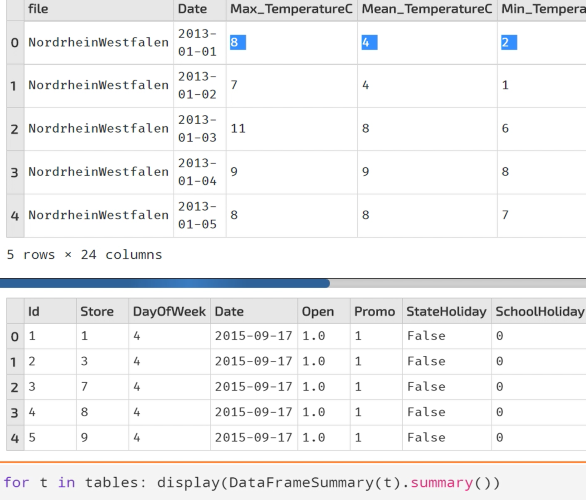 file Date Max_TemperatureC Mean_TemperatureC Min_Tempera
0 NordrheinWestfalen 2013-01-01 8 4 2
1 NordrheinWestfalen 2013-01-02 7 4 1
2 NordrheinWestfalen 2013-01-03 11 8 6
3 NordrheinWestfalen 2013-01-04 9 9 8
4 NordrheinWestfalen 2013-01-05 8 8 7
5 rows × 24 columns
Id Store DayOfWeek Date Open Promo StateHoliday SchoolHoliday
0 1 1 4 2015-09-17 1.0 1 False 0
1 2 3 4 2015-09-17 1.0 1 False 0
2 3 7 4 2015-09-17 1.0 1 False 0
3 4 8 4 2015-09-17 1.0 1 False 0
4 5 9 4 2015-09-17 1.0 1 False 0
for t in tables: display(DataFrameSummary(t).summary())